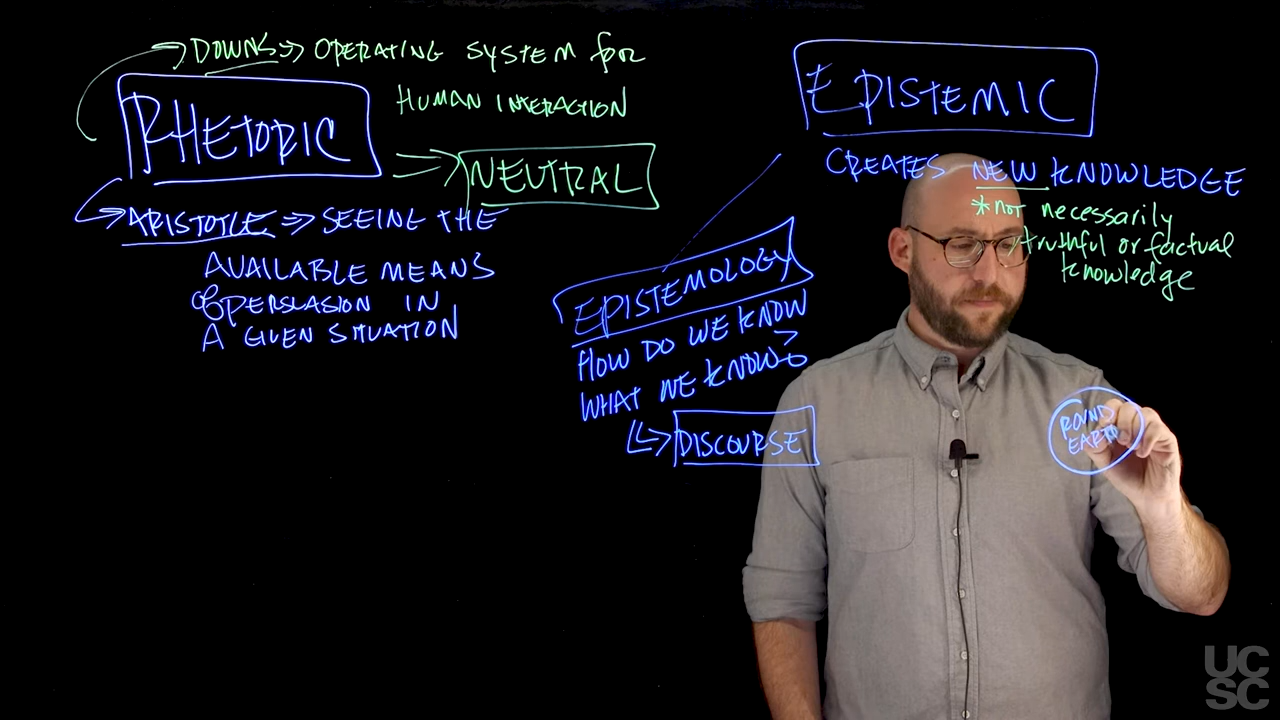 DOWNS => OPERATING SYSTEM for
HUMAN INTERACTION
RHETORIC
=> NEUTRAL
ARISTOTLE => SEEING THE
AVAILABLE MEANS
OF PERSUASION IN
A GIVEN SITUATION
EPISTEMIC
CREATES NEW KNOWLEDGE
*not necessarily
truthful or factual
knowledge
EPISTEMOLOGY
HOW DO WE KNOW
WHAT WE KNOW?
DISCOURSE
ROUND
EARTH
UC
SC